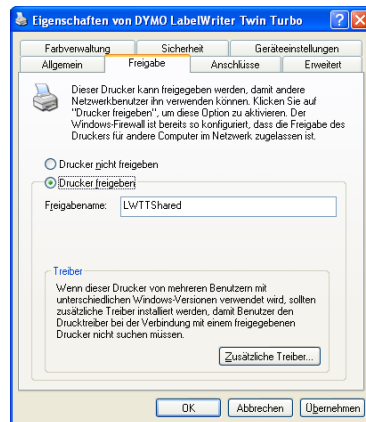 Eigenschaften von DYMO LabelWriter Twin Turbo
Farbverwaltung Sicherheit Geräteeinstellungen
Allgemein Freigabe Anschlüsse Erweitert
Dieser Drucker kann freigegeben werden, damit andere
Netzwerkbenutzer ihn verwenden können. Klicken Sie auf
"Drucker freigeben", um diese Option zu aktivieren. Der
Windows-Firewall ist bereits so konfiguriert, dass die Freigabe des
Druckers für andere Computer im Netzwerk zugelassen ist.
Drucker nicht freigeben
Drucker freigeben
Freigabename: LWTTShared
Treiber
Wenn dieser Drucker von mehreren Benutzern mit
unterschiedlichen Windows-Versionen verwendet wird, sollten
zusätzliche Treiber installiert werden, damit Benutzer den
Drucktreiber bei der Verbindung mit einem freigegebenen
Drucker nicht suchen müssen.
Zusätzliche Treiber...
OK Abbrechen Übernehmen